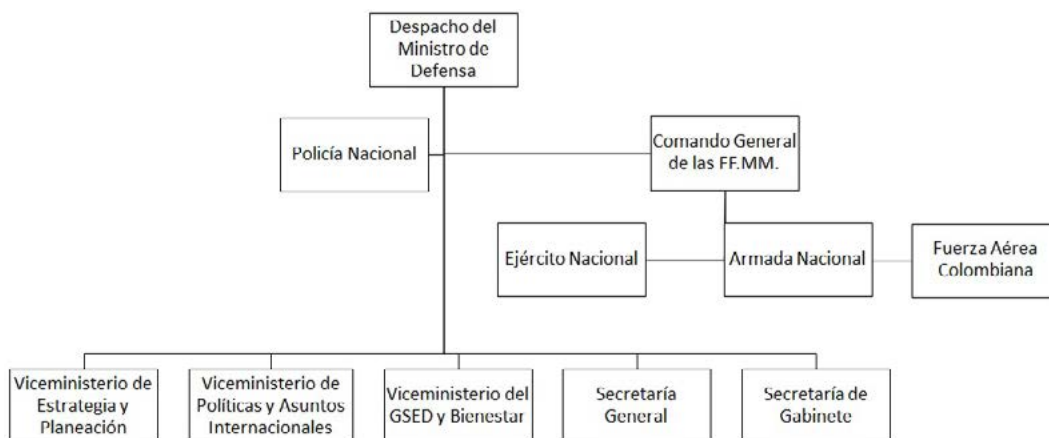 Despacho del
Ministro de
Defensa
Policía Nacional
Comando General
de las FF.MM.
Ejército Nacional
Armada Nacional
Fuerza Aérea
Colombiana
Viceministerio de
Estrategia y
Planeación
Viceministerio de
Políticas y Asuntos
Internacionales
Viceministerio del
GSED y Bienestar
Secretaría
General
Secretaría de
Gabinete